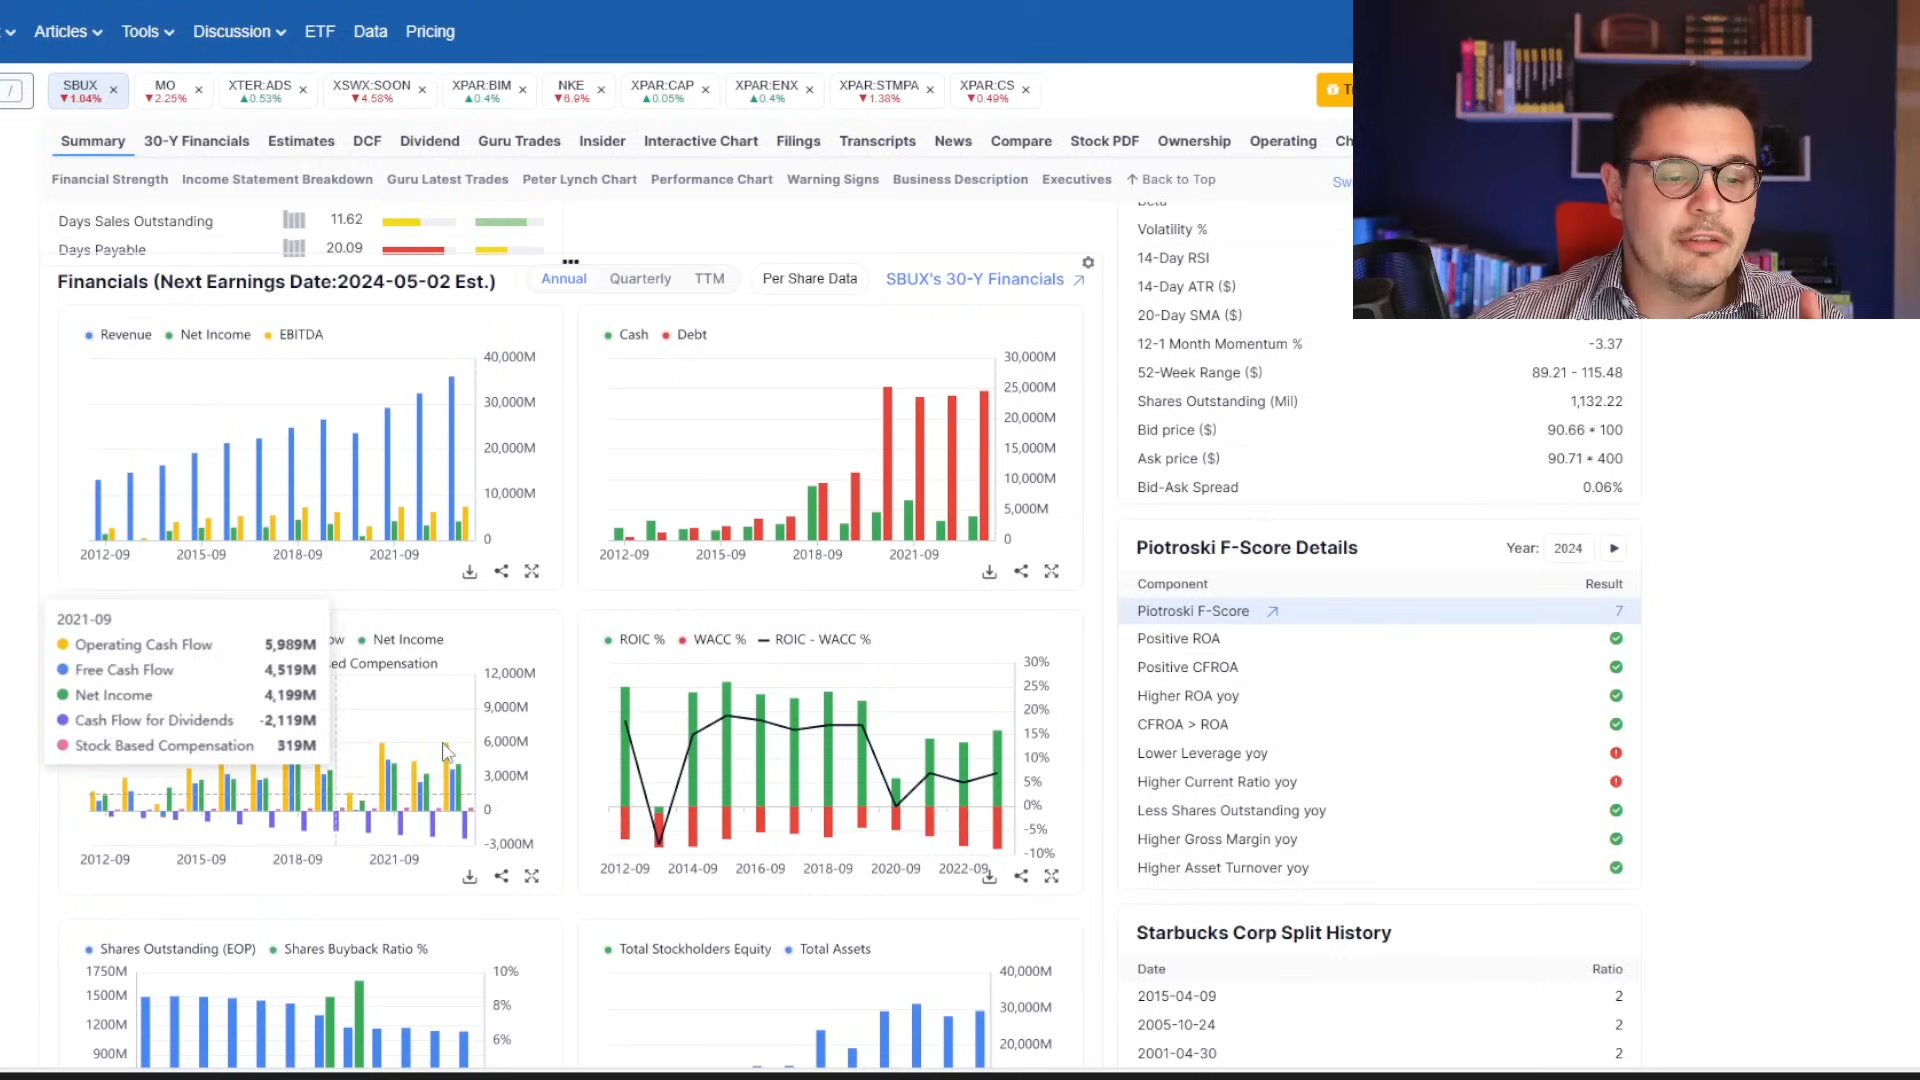 Articles Tools Discussion ETF Data Pricing
/ SBUX × MO × XTER:ADS × XSWX:SOON × XPAR:BIM × NKE × XPAR:CAP × XPAR:ENX × XPAR:STMPA × XPAR:CS ×
▼1.04% ▼2.25% ▲0.53% ▼4.58% ▲0.4% ▼6.9% ▲0.05% ▲0.4% ▼1.38% ▼0.49%
Summary 30-Y Financials Estimates DCF Dividend Guru Trades Insider Interactive Chart Filings Transcripts News Compare Stock PDF Ownership Operating
Financial Strength Income Statement Breakdown Guru Latest Trades Peter Lynch Chart Performance Chart Warning Signs Business Description Executives ↑ Back to Top
Days Sales Outstanding 11.62
Days Payable 20.09
Financials (Next Earnings Date:2024-05-02 Est.) Annual Quarterly TTM Per Share Data SBUX's 30-Y Financials
Revenue Net Income EBITDA
40,000M
30,000M
20,000M
10,000M
0
2012-09 2015-09 2018-09 2021-09
Cash Debt
30,000M
25,000M
20,000M
15,000M
10,000M
5,000M
0
2012-09 2015-09 2018-09 2021-09
2021-09
Operating Cash Flow 5,989M
Free Cash Flow 4,519M
Net Income 4,199M
Cash Flow for Dividends -2,119M
Stock Based Compensation 319M
Net Income
Compensation
12,000M
9,000M
6,000M
3,000M
0
-3,000M
2012-09 2015-09 2018-09 2021-09
ROIC % WACC % ROIC - WACC %
30%
25%
20%
15%
10%
5%
0%
-5%
-10%
2012-09 2014-09 2016-09 2018-09 2020-09 2022-09
Shares Outstanding (EOP) Shares Buyback Ratio %
1750M 10%
1500M 8%
1200M 6%
900M
Total Stockholders Equity Total Assets
40,000M
30,000M
20,000M
Beta
Volatility %
14-Day RSI
14-Day ATR ($)
20-Day SMA ($)
12-1 Month Momentum % -3.37
52-Week Range ($) 89.21 - 115.48
Shares Outstanding (Mil) 1,132.22
Bid price ($) 90.66 * 100
Ask price ($) 90.71 * 400
Bid-Ask Spread 0.06%
Piotroski F-Score Details Year: 2024
Component Result
Piotroski F-Score 7
Positive ROA
Positive CFROA
Higher ROA yoy
CFROA > ROA
Lower Leverage yoy
Higher Current Ratio yoy
Less Shares Outstanding yoy
Higher Gross Margin yoy
Higher Asset Turnover yoy
Starbucks Corp Split History
Date Ratio
2015-04-09 2
2005-10-24 2
2001-04-30 2